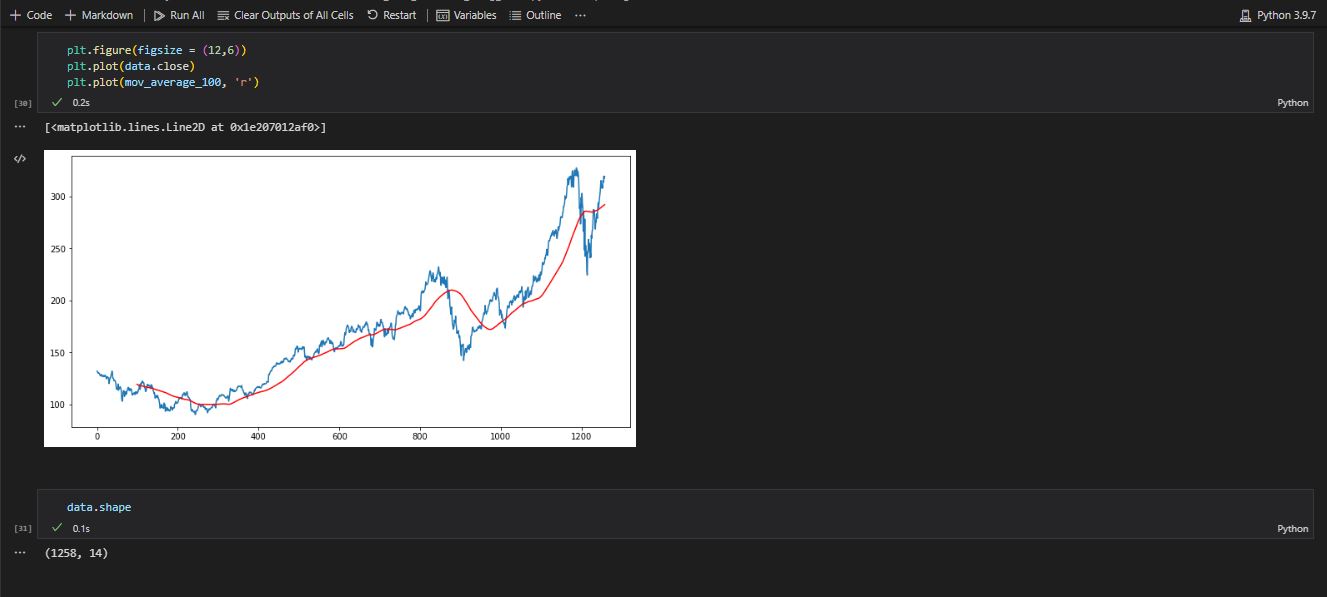 Code Markdown Run All Clear Outputs of All Cells Restart Variables Outline ... Python 3.9.7
plt.figure(figsize = (12,6))
plt.plot(data.close)
plt.plot(mov_average_100, 'r')
[30] 0.2s Python
... [<matplotlib.lines.Line2D at 0x1e207012af0>]
300
250
200
150
100
0 200 400 600 800 1000 1200
data.shape
[31] 0.1s Python
... (1258, 14)